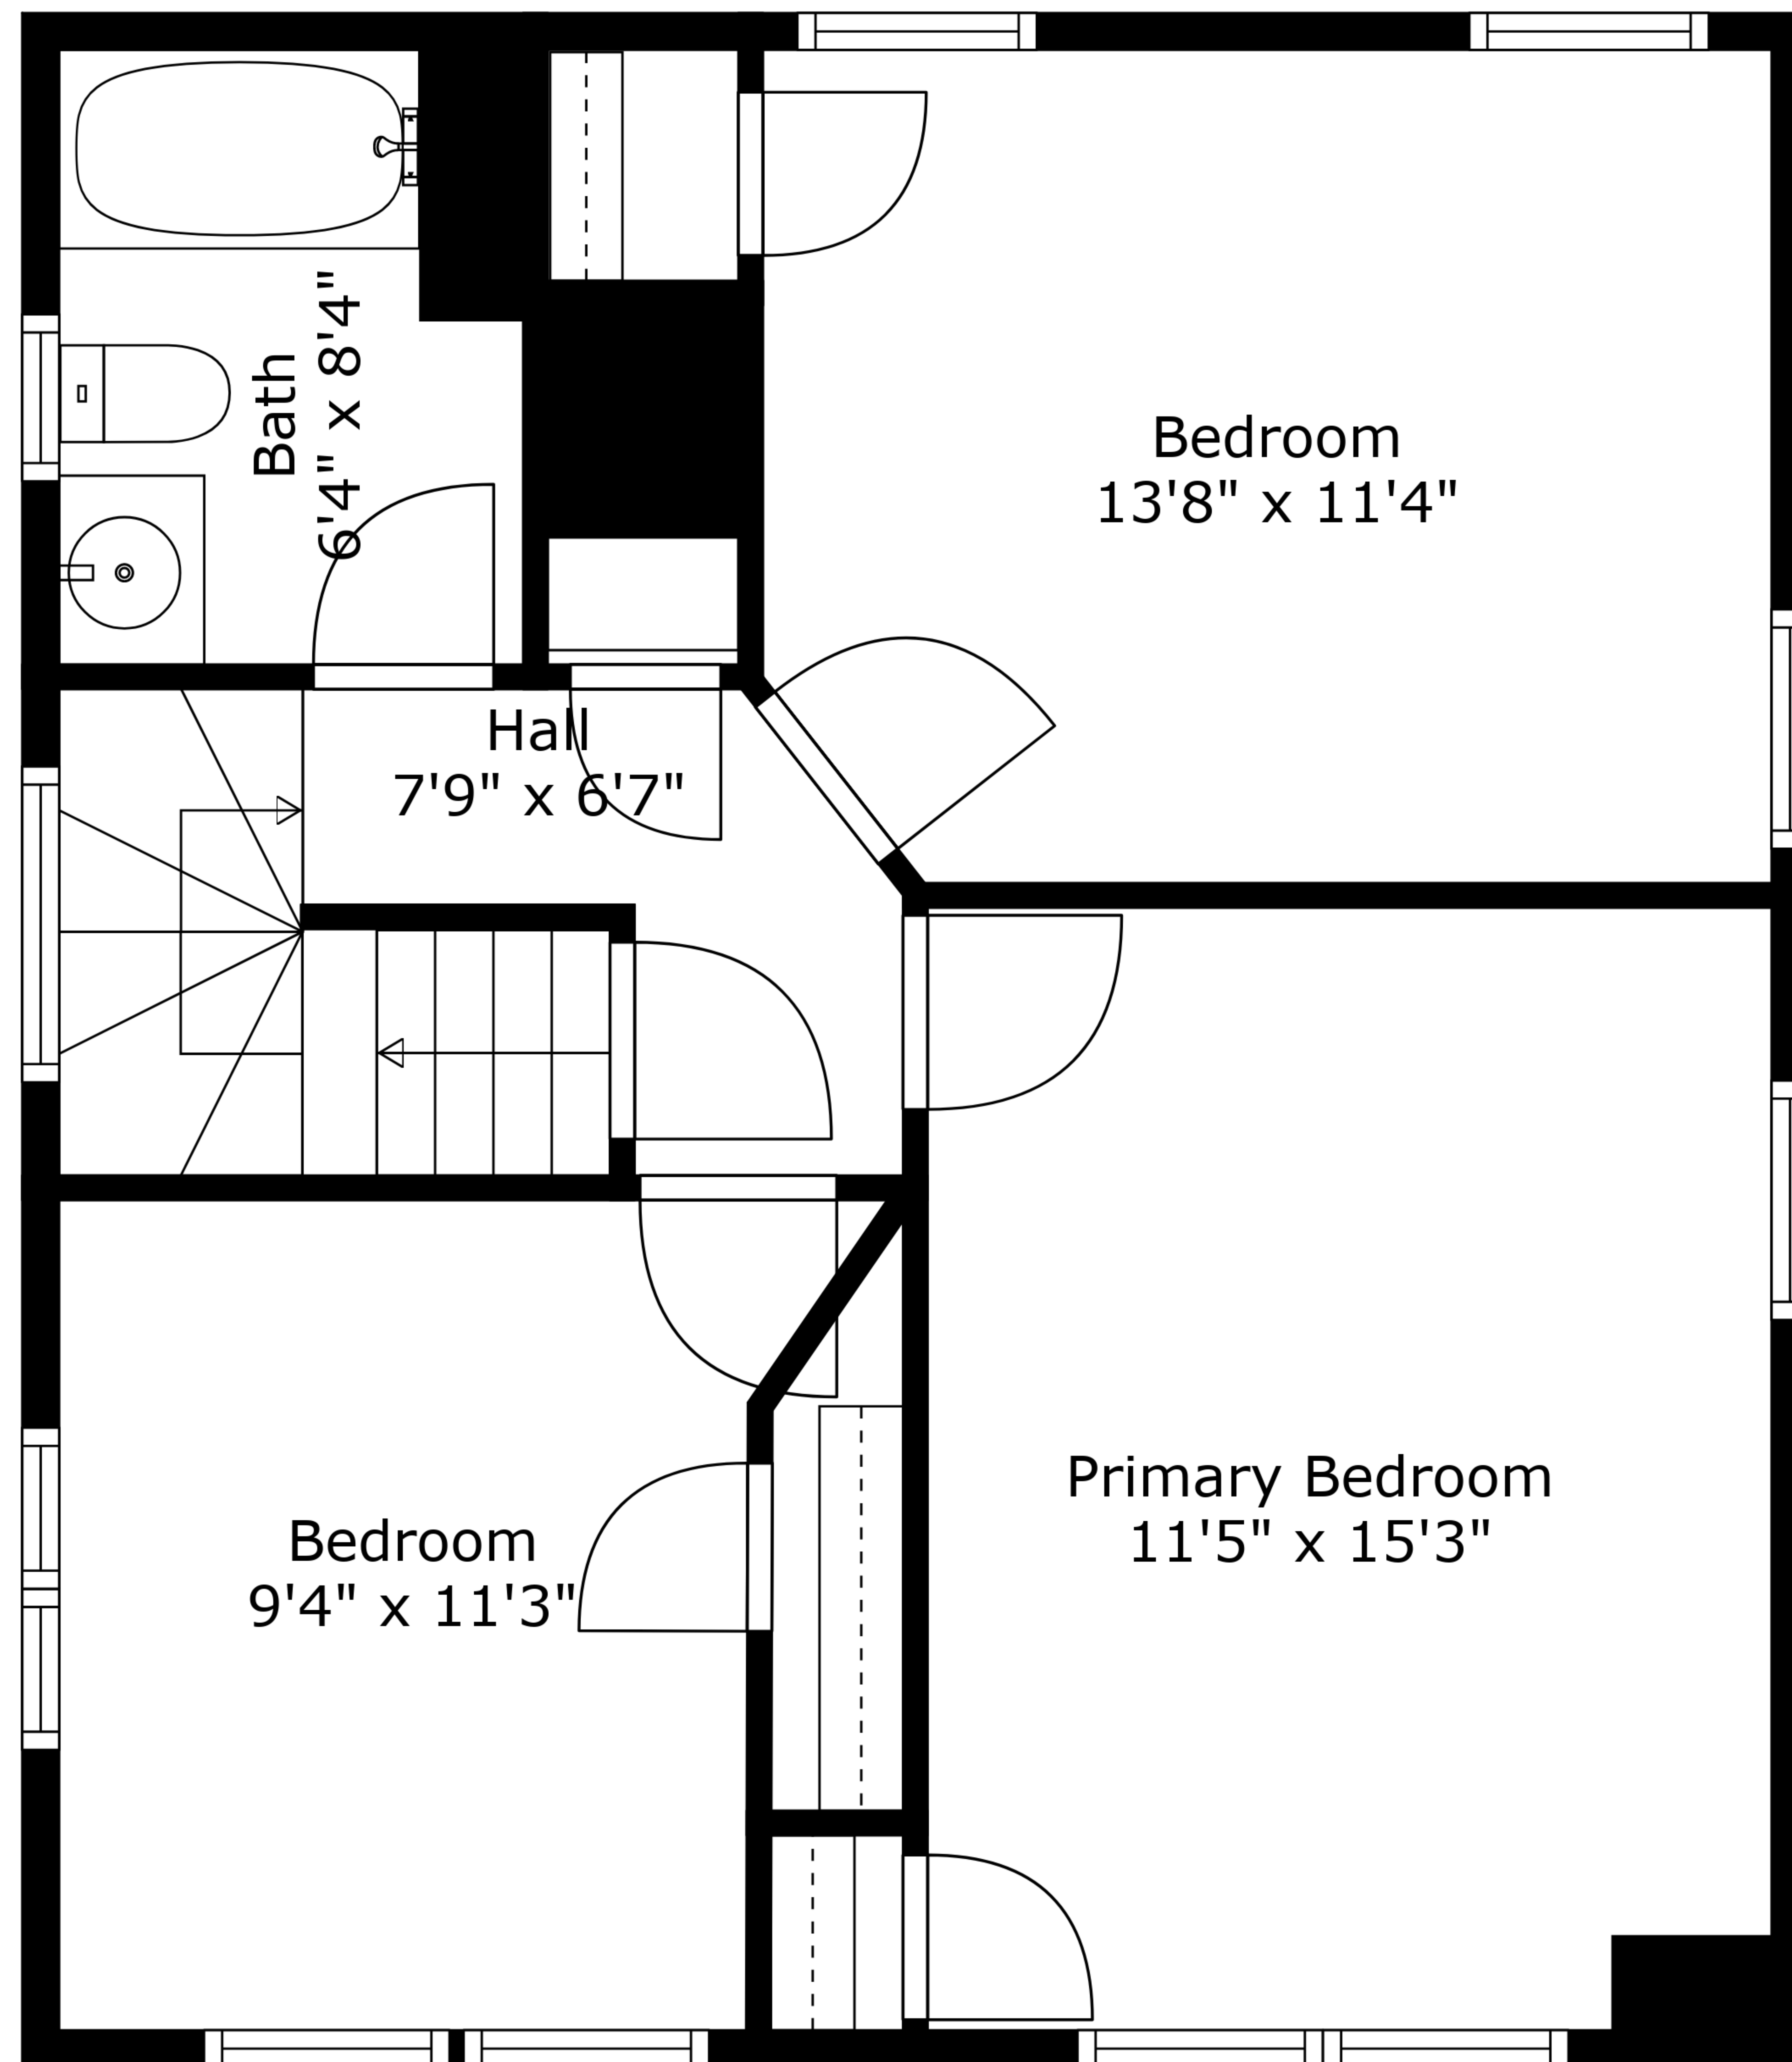 Bath
6'4" x 8'4"
Bedroom
13'8" x 11'4"
Hall
7'9" x 6'7"
Primary Bedroom
11'5" x 15'3"
Bedroom
9'4" x 11'3"